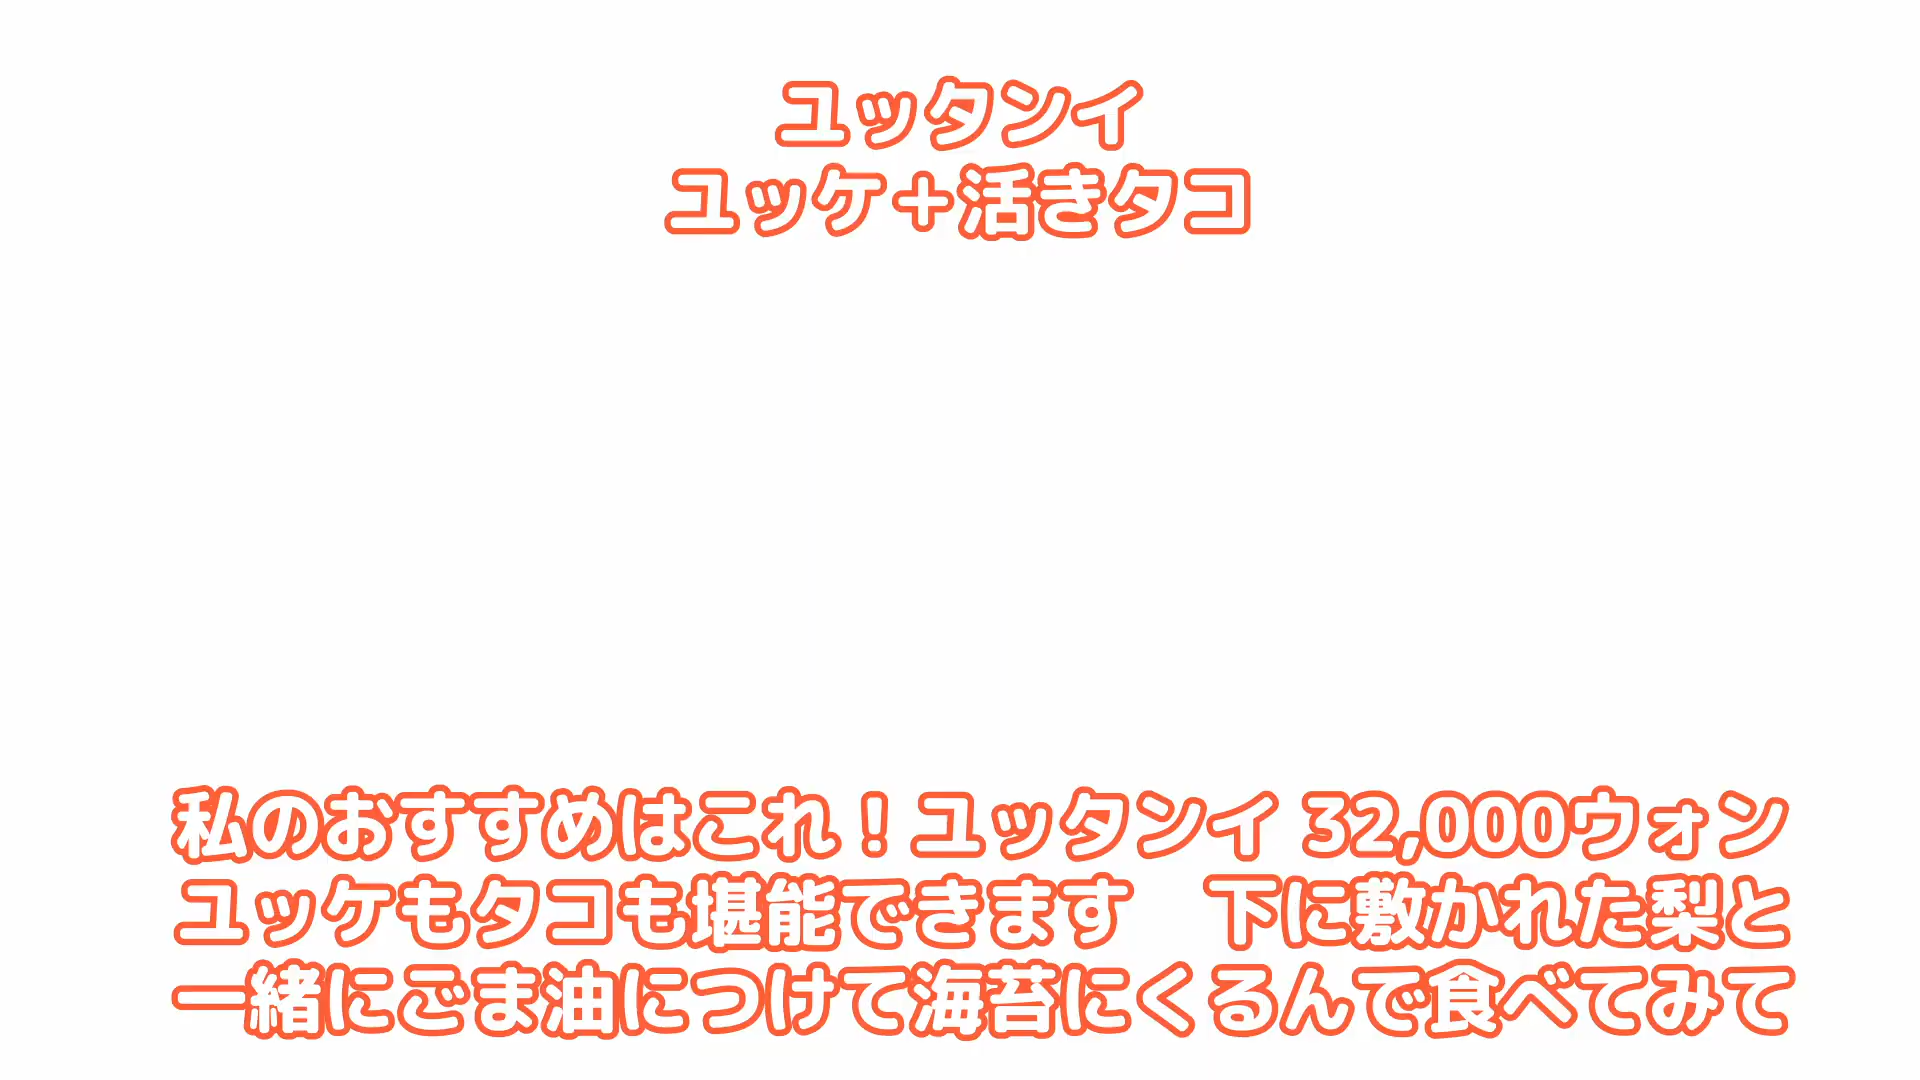 ユッタンイ
ユッケ＋活きタコ
私のおすすめはこれ！ユッタンイ 32,000ウォン
ユッケもタコも堪能できます　下に敷かれた梨と
一緒にごま油につけて海苔にくるんで食べてみて